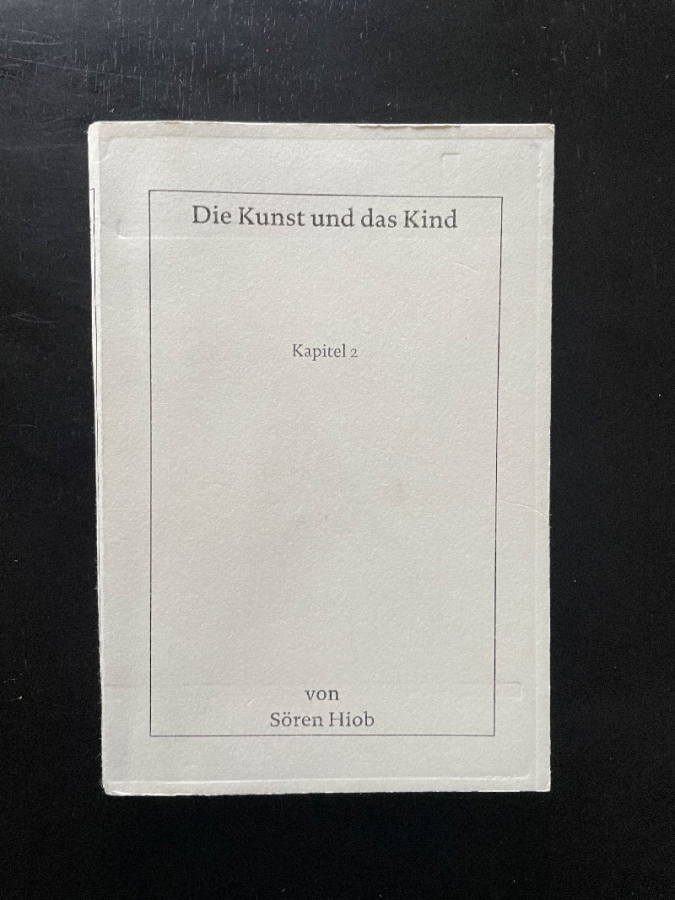 Die Kunst und das Kind
Kapitel 2
von
Sören Hiob